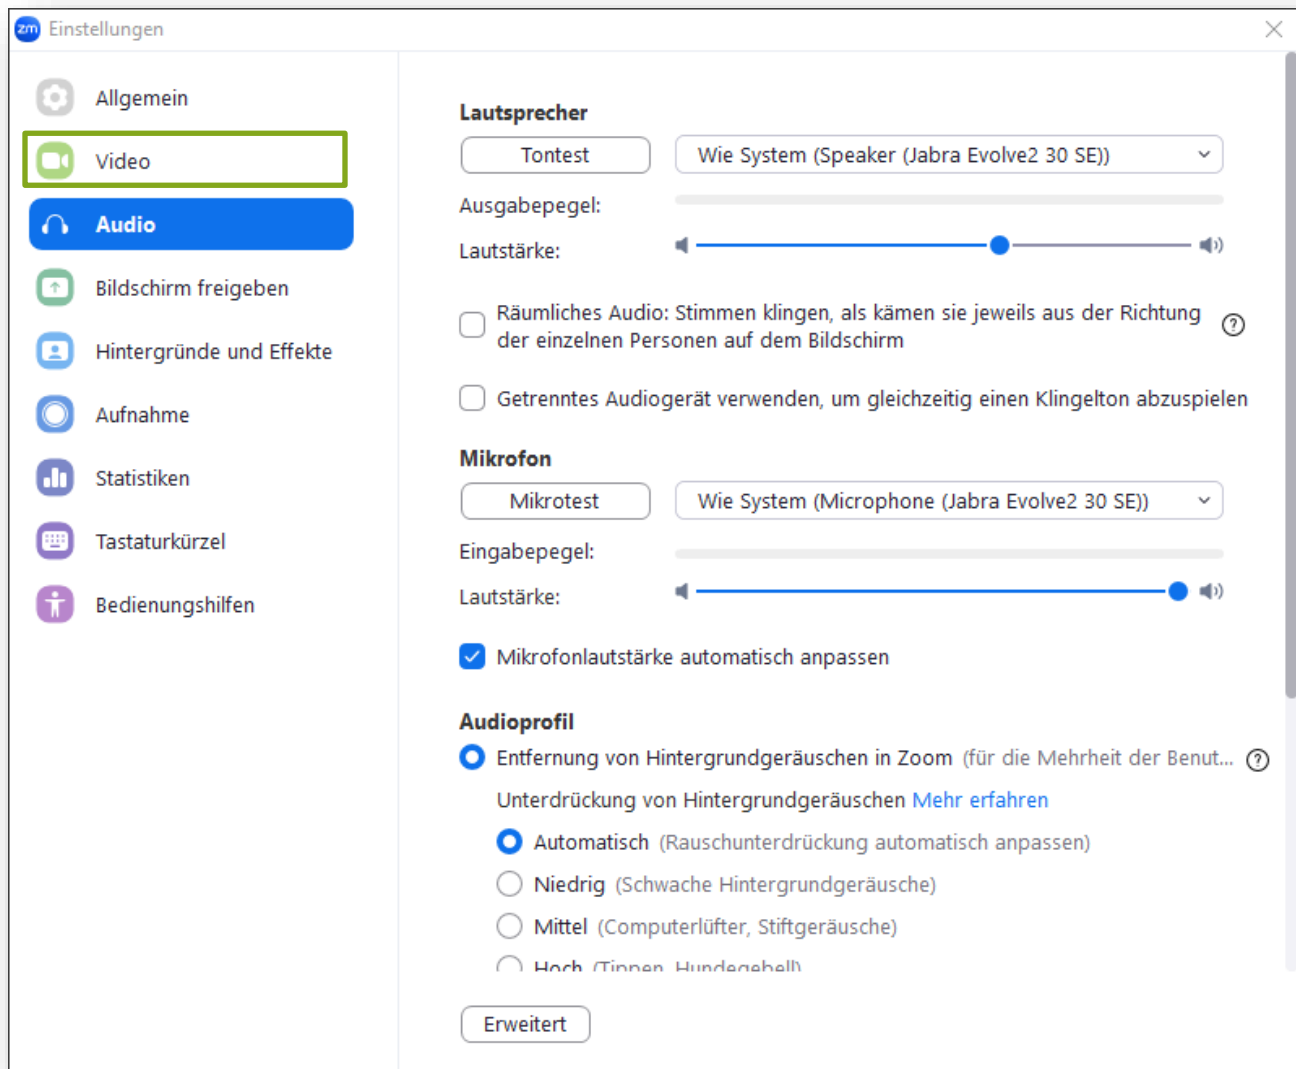 zm Einstellungen
Allgemein
Video
Audio
Bildschirm freigeben
Hintergründe und Effekte
Aufnahme
Statistiken
Tastaturkürzel
Bedienungshilfen
Lautsprecher
Tontest Wie System (Speaker (Jabra Evolve2 30 SE))
Ausgabepegel:
Lautstärke:
Räumliches Audio: Stimmen klingen, als kämen sie jeweils aus der Richtung
der einzelnen Personen auf dem Bildschirm
Getrenntes Audiogerät verwenden, um gleichzeitig einen Klingelton abzuspielen
Mikrofon
Mikrotest Wie System (Microphone (Jabra Evolve2 30 SE))
Eingabepegel:
Lautstärke:
Mikrofonlautstärke automatisch anpassen
Audioprofil
Entfernung von Hintergrundgeräuschen in Zoom (für die Mehrheit der Benut...
Unterdrückung von Hintergrundgeräuschen Mehr erfahren
Automatisch (Rauschunterdrückung automatisch anpassen)
Niedrig (Schwache Hintergrundgeräusche)
Mittel (Computerlüfter, Stiftgeräusche)
Hoch (Tippen, Hundegebell)
Erweitert